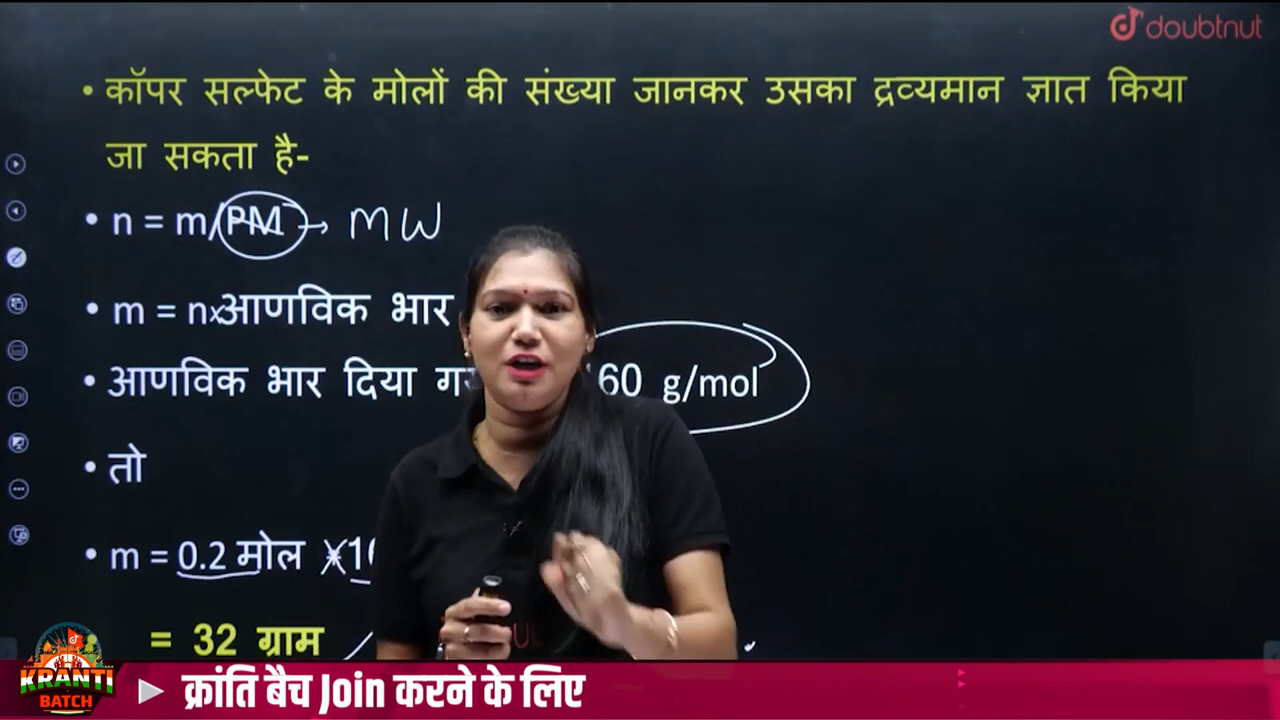 doubtnut
• कॉपर सल्फेट के मोलों की संख्या जानकर उसका द्रव्यमान ज्ञात किया
जा सकता है-
• n = m/PM → MW
• m = n×आणविक भार
• आणविक भार दिया 60 g/mol
• तो
• m = 0.2 मोल ×
= 32 ग्राम
KRANTI
BATCH
क्रांति बैच Join करने के लिए